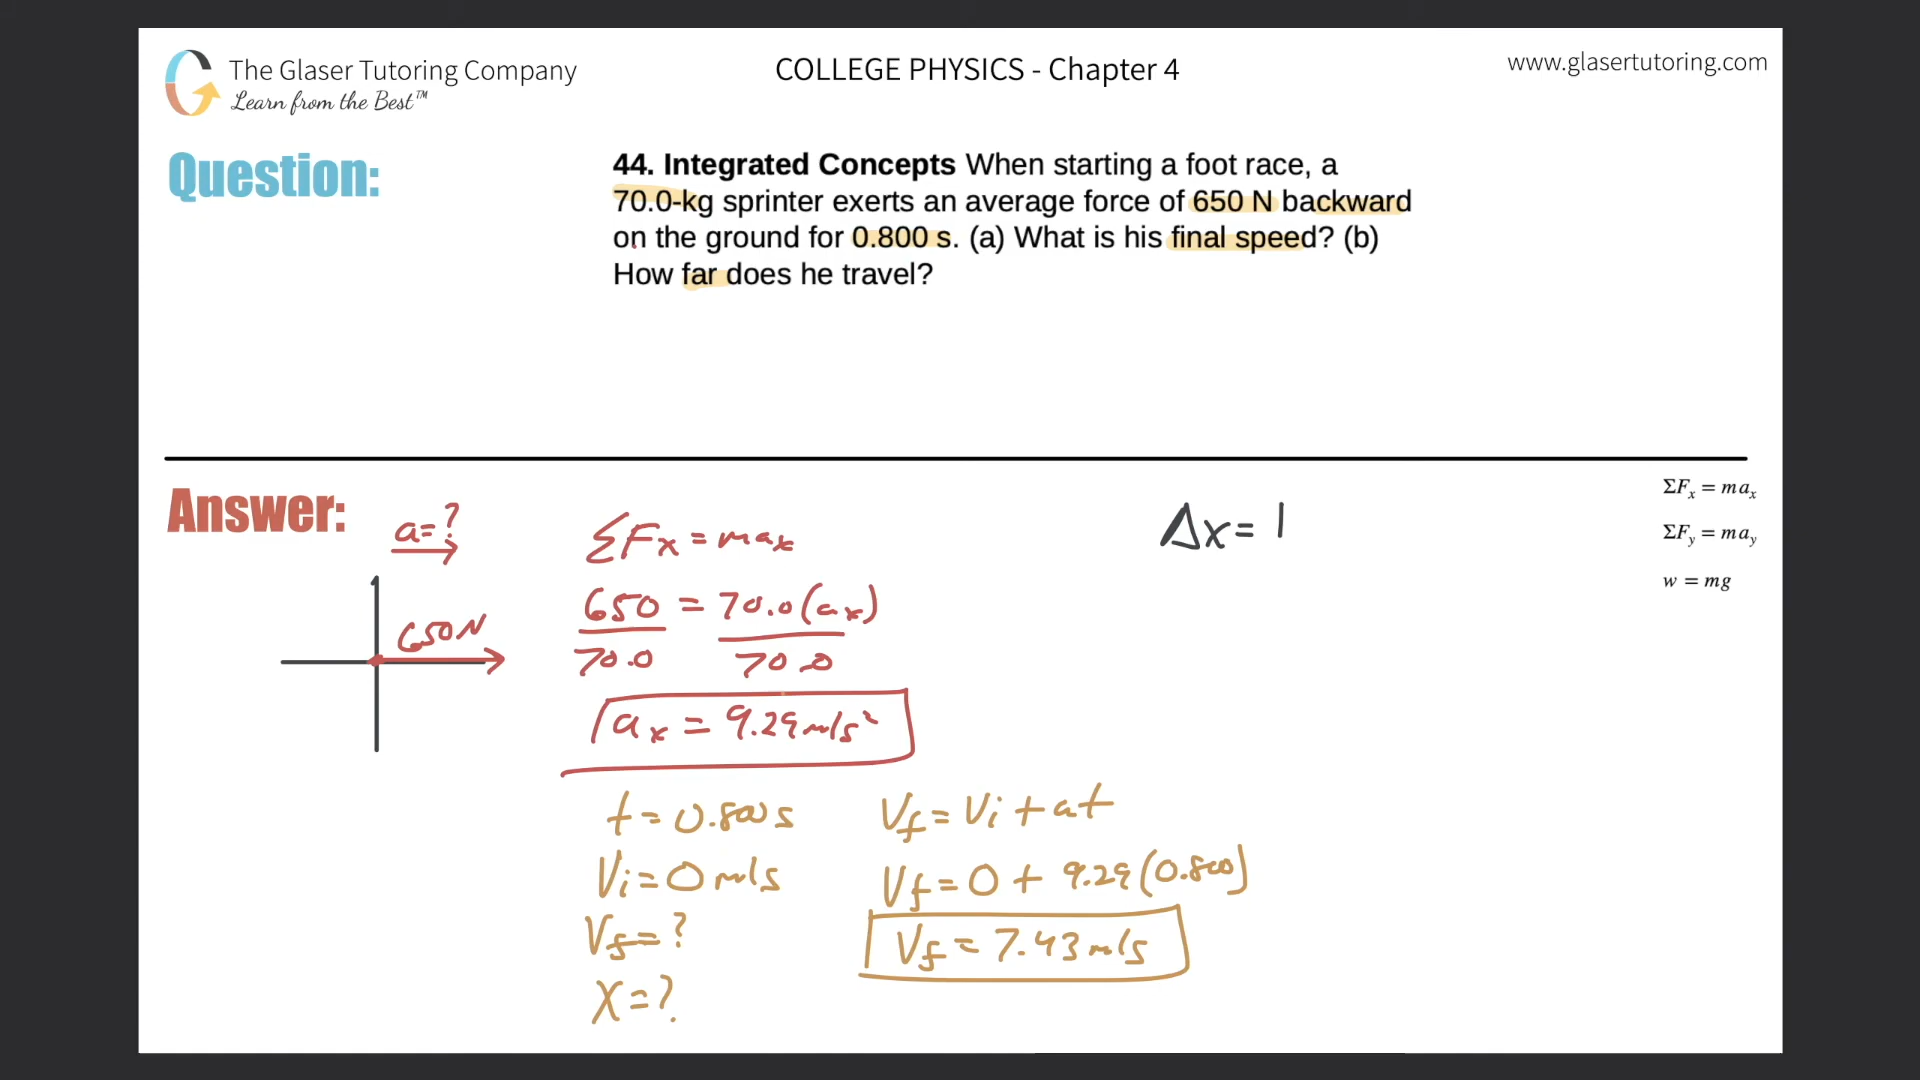 The Glaser Tutoring Company
Learn from the Best™
COLLEGE PHYSICS - Chapter 4
www.glasertutoring.com
Question:
44. Integrated Concepts When starting a foot race, a
70.0-kg sprinter exerts an average force of 650 N backward
on the ground for 0.800 s. (a) What is his final speed? (b)
How far does he travel?
Answer:
a=?
650N
ΣFx = max
650 = 70.0(ax)
70.0 70.0
ax = 9.29 m/s²
t = 0.800 s
Vi = 0 m/s
Vf = ?
X = ?
Vf = Vi + at
Vf = 0 + 9.29(0.800)
Vf = 7.43 m/s
Δx = 1
ΣFx = max
ΣFy = may
w = mg